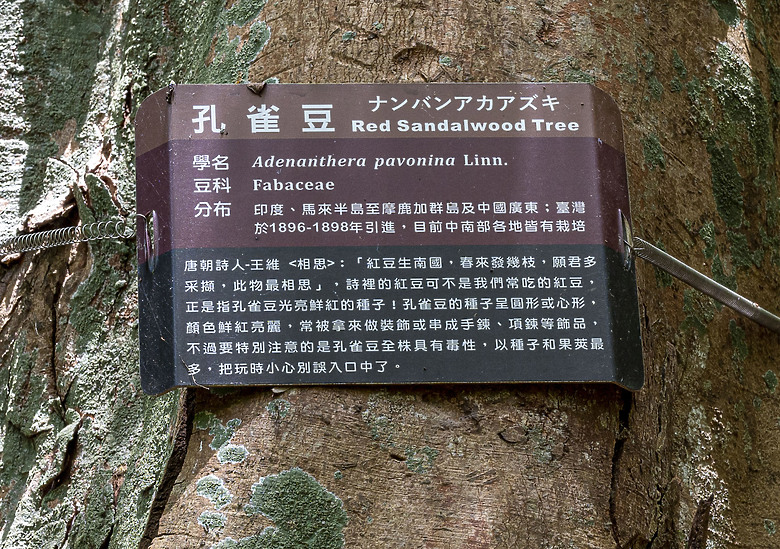 孔雀豆 ナンバンアカアズキ
Red Sandalwood Tree
學名 Adenanthera pavonina Linn.
豆科 Fabaceae
分布 印度、馬來半島至摩鹿加群島及中國廣東；臺灣
於1896-1898年引進，目前中南部各地皆有栽培
唐朝詩人-王維 <相思>：「紅豆生南國，春來發幾枝，願君多
采擷，此物最相思」，詩裡的紅豆可不是我們常吃的紅豆，
正是指孔雀豆光亮鮮紅的種子！孔雀豆的種子呈圓形或心形，
顏色鮮紅亮麗，常被拿來做裝飾或串成手鍊、項鍊等飾品，
不過要特別注意的是孔雀豆全株具有毒性，以種子和果莢最
多，把玩時小心別誤入口中了。